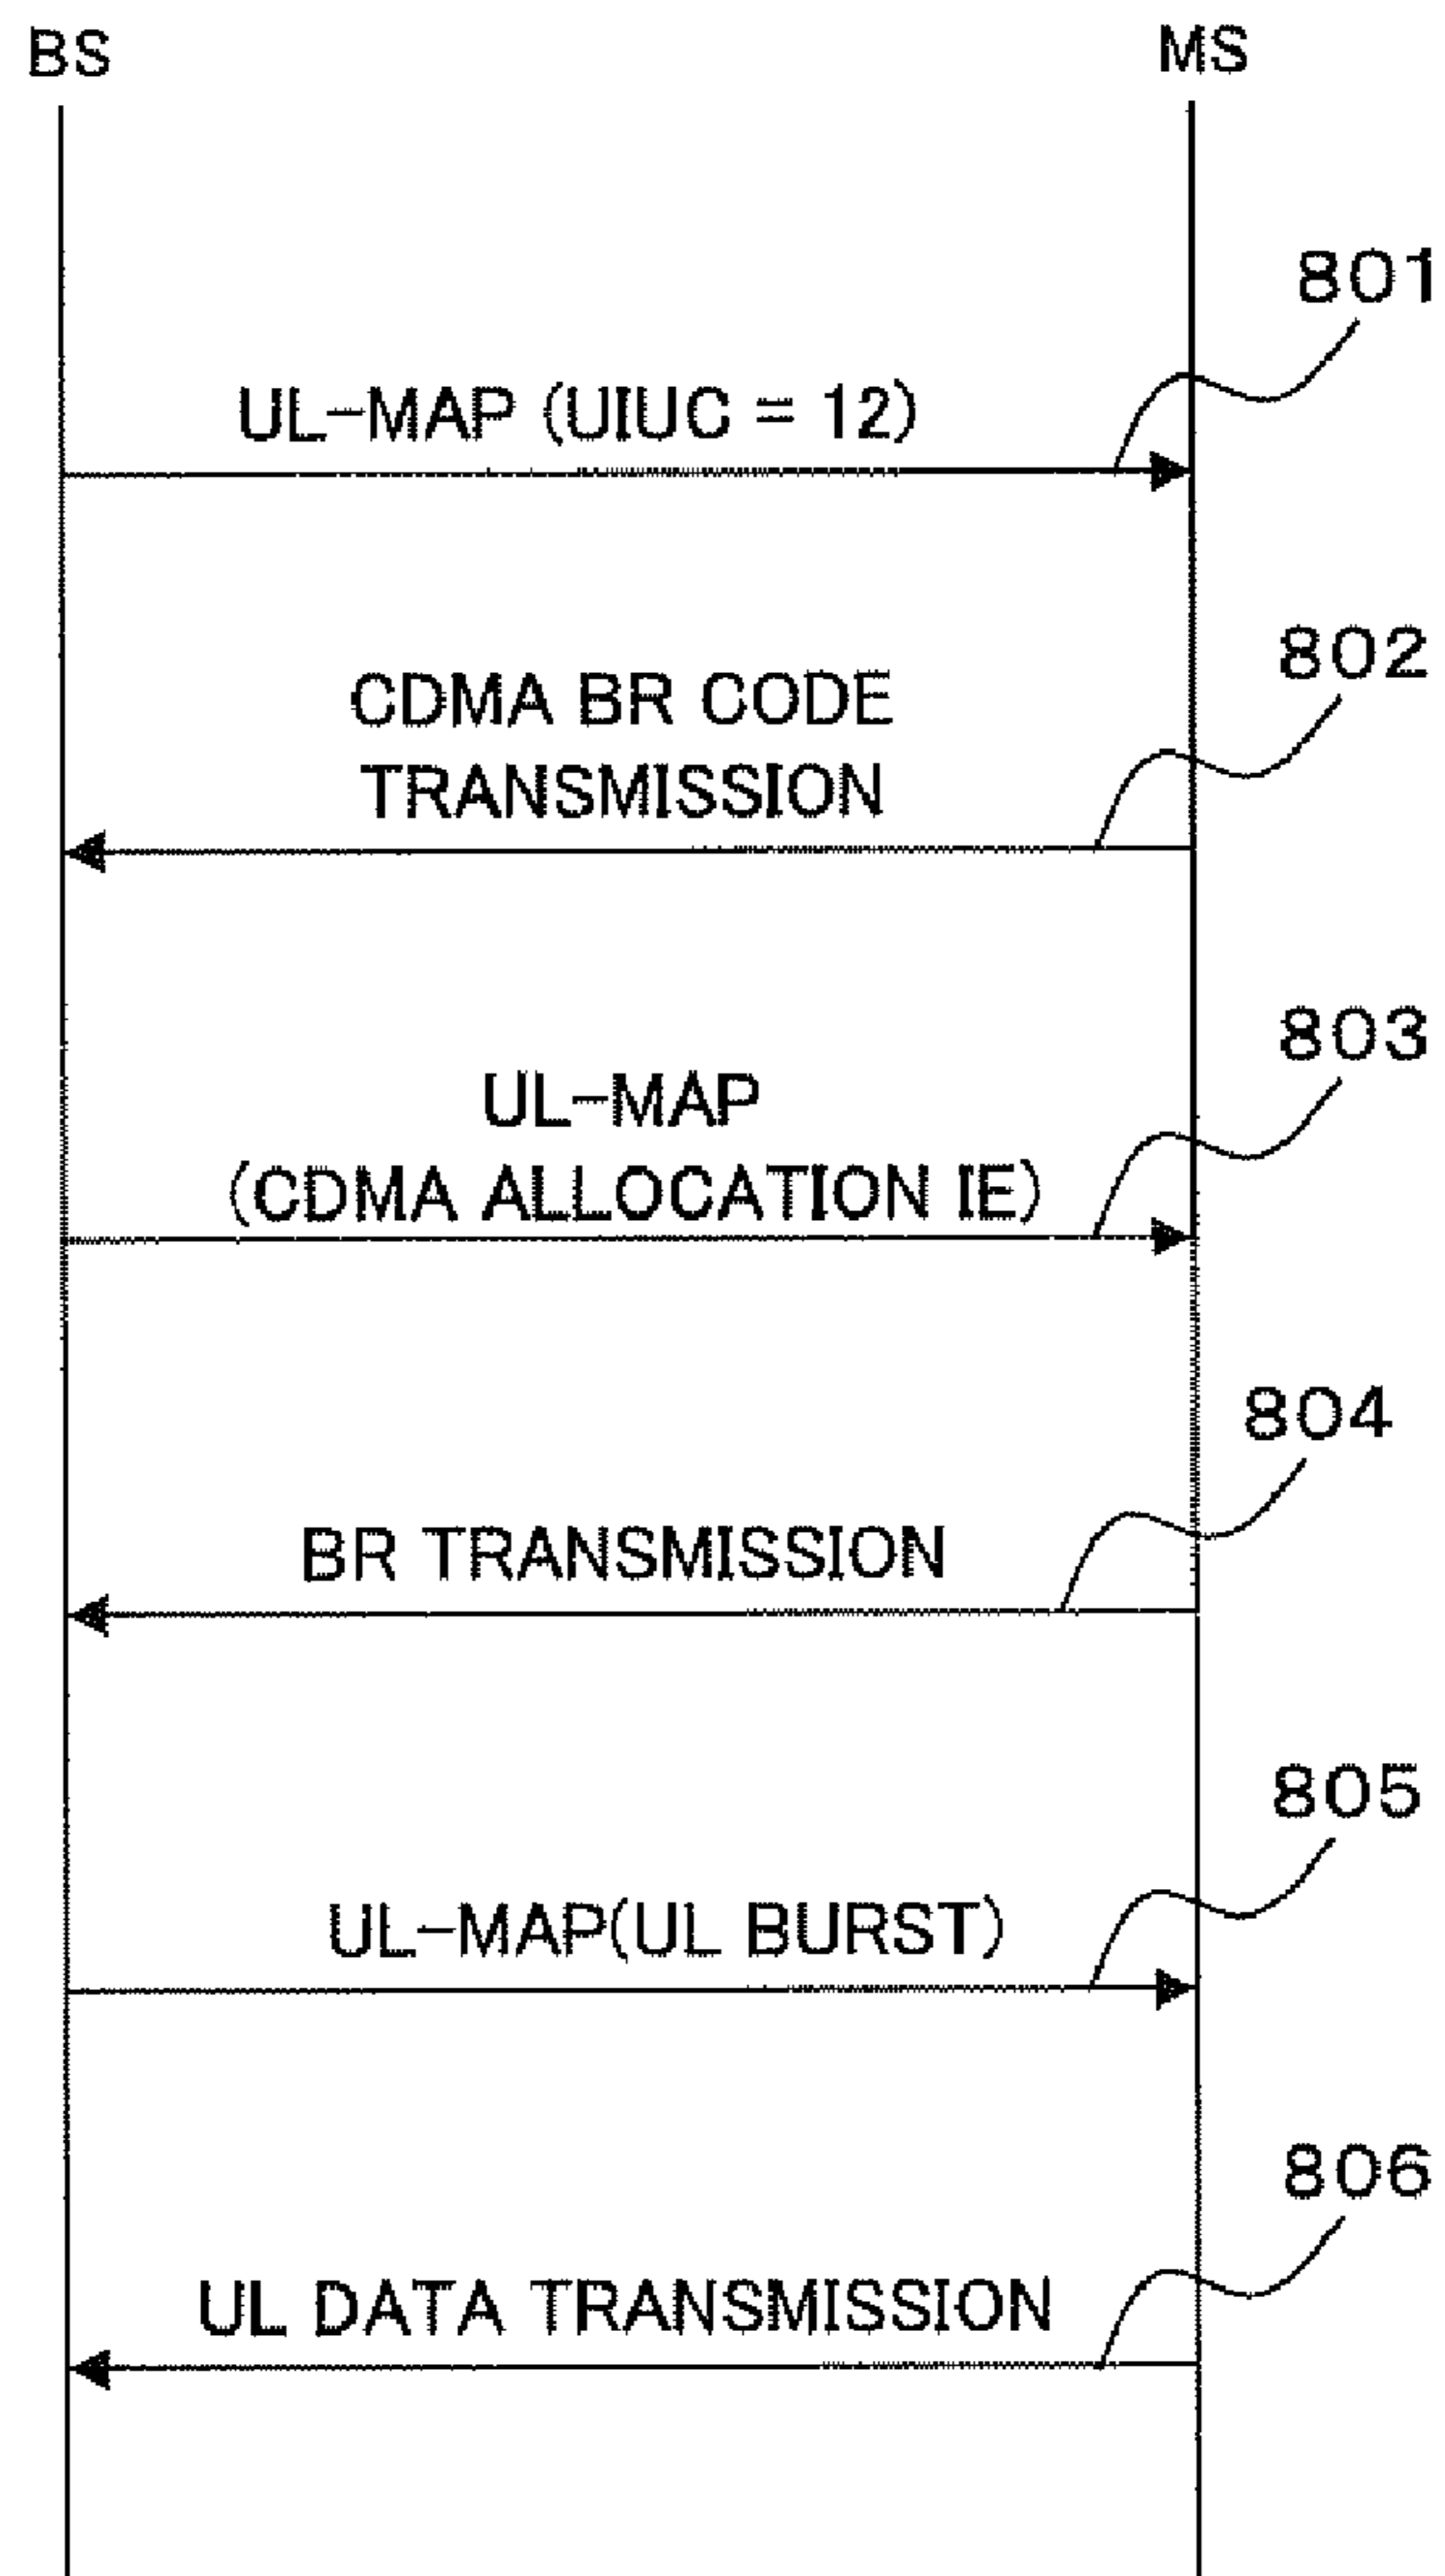 BS
MS
801
UL-MAP (UIUC = 12)
802
CDMA BR CODE
TRANSMISSION
803
UL-MAP
(CDMA ALLOCATION IE)
804
BR TRANSMISSION
805
UL-MAP(UL BURST)
806
UL DATA TRANSMISSION